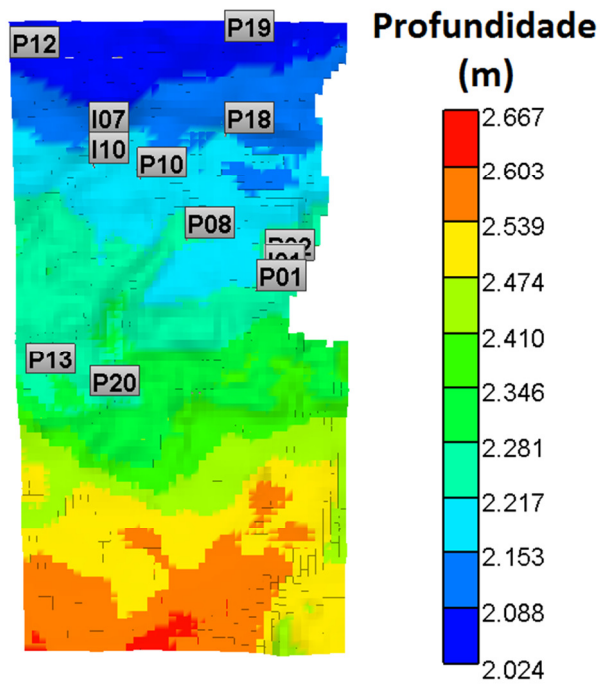 Profundidade
(m)
P19
P12
I07
P18
I10
P10
P08
P01
P13
P20
2.667
2.603
2.539
2.474
2.410
2.346
2.281
2.217
2.153
2.088
2.024